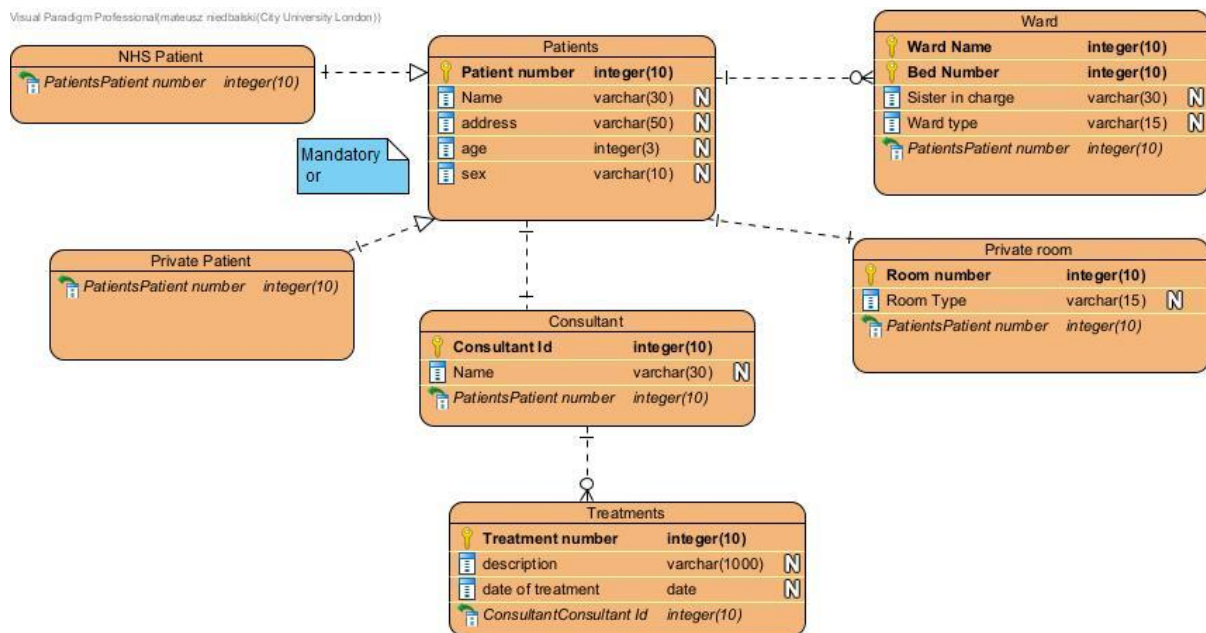 Visual Paradigm Professional(mateusz niedbalski(City University London))
NHS Patient
PatientsPatient number integer(10)
Patients
Patient number integer(10)
Name varchar(30) N
address varchar(50) N
age integer(3) N
sex varchar(10) N
Ward
Ward Name integer(10)
Bed Number integer(10)
Sister in charge varchar(30) N
Ward type varchar(15) N
PatientsPatient number integer(10)
Mandatory
or
Private Patient
PatientsPatient number integer(10)
Private room
Room number integer(10)
Room Type varchar(15) N
PatientsPatient number integer(10)
Consultant
Consultant Id integer(10)
Name varchar(30) N
PatientsPatient number integer(10)
Treatments
Treatment number integer(10)
description varchar(1000) N
date of treatment date N
ConsultantConsultant Id integer(10)